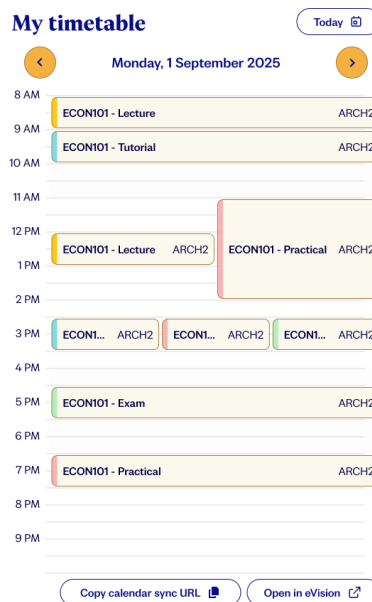 My timetable
Today
Monday, 1 September 2025
8 AM
ECON101 - Lecture ARCH2
9 AM
ECON101 - Tutorial ARCH2
10 AM
11 AM
12 PM
ECON101 - Lecture ARCH2 ECON101 - Practical ARCH2
1 PM
2 PM
3 PM ECON1... ARCH2 ECON1... ARCH2 ECON1... ARCH2
4 PM
5 PM ECON101 - Exam ARCH2
6 PM
7 PM ECON101 - Practical ARCH2
8 PM
9 PM
Copy calendar sync URL Open in eVision